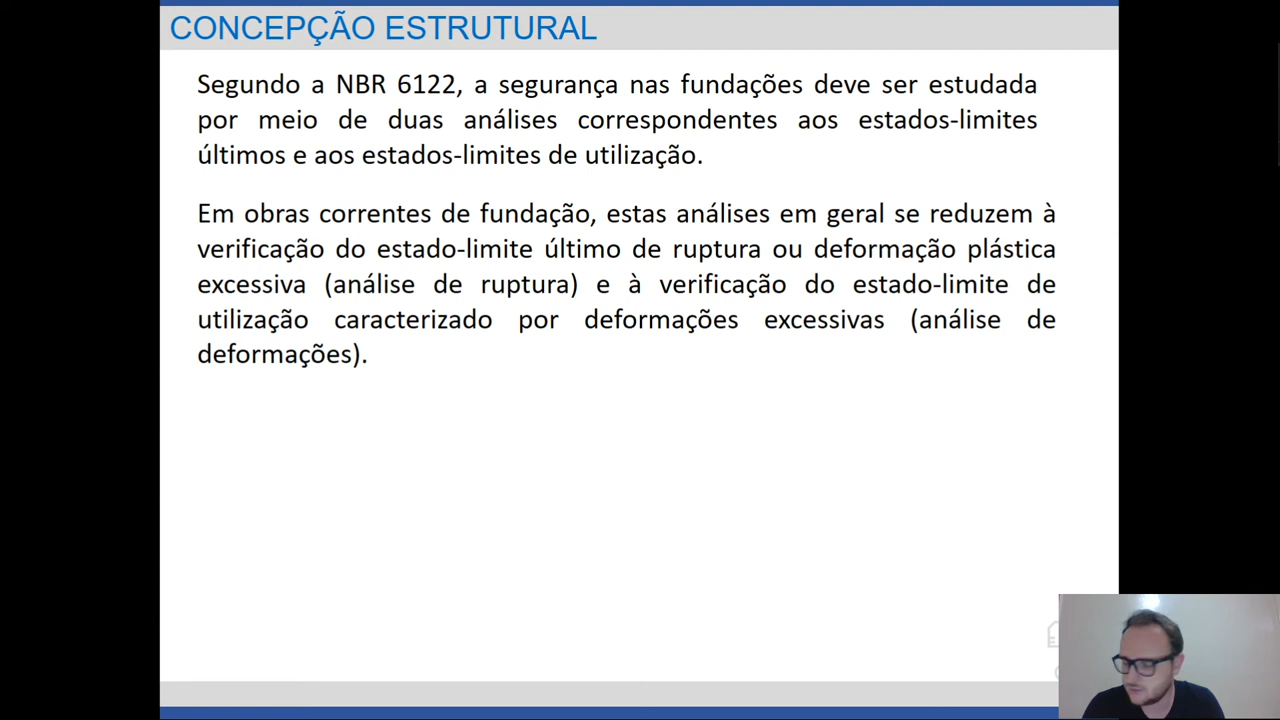 CONCEPÇÃO ESTRUTURAL
Segundo a NBR 6122, a segurança nas fundações deve ser estudada
por meio de duas análises correspondentes aos estados-limites
últimos e aos estados-limites de utilização.
Em obras correntes de fundação, estas análises em geral se reduzem à
verificação do estado-limite último de ruptura ou deformação plástica
excessiva (análise de ruptura) e à verificação do estado-limite de
utilização caracterizado por deformações excessivas (análise de
deformações).